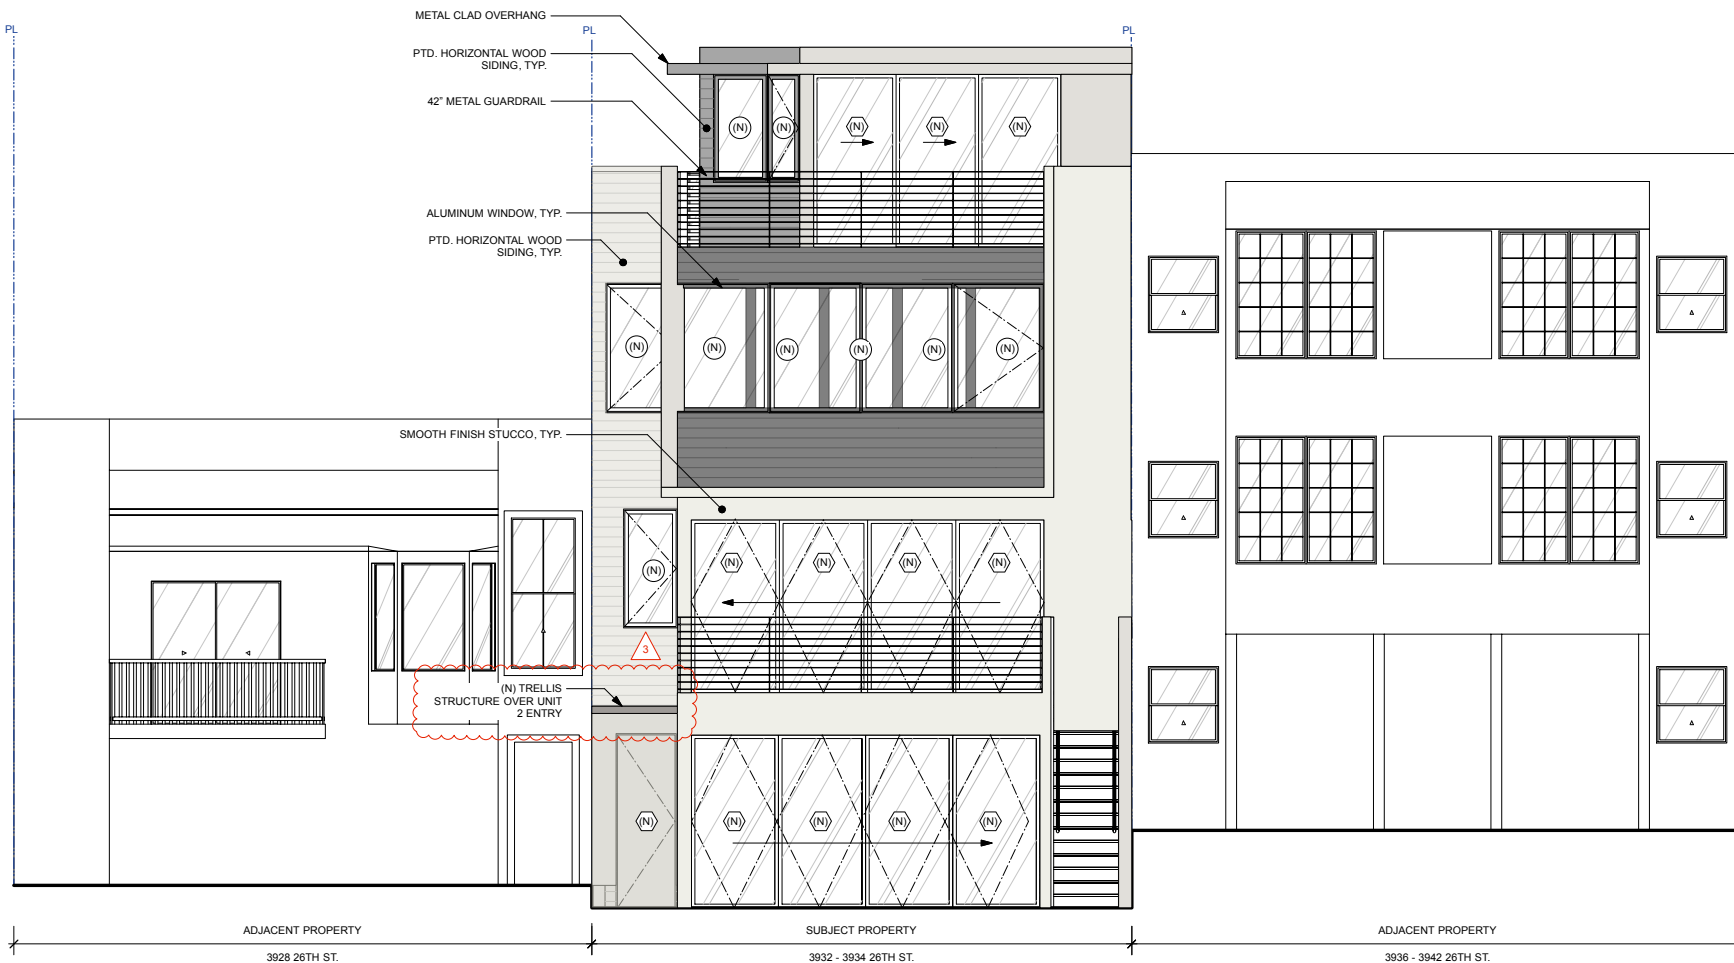 METAL CLAD OVERHANG
PL
PL
PL
PTD. HORIZONTAL WOOD
SIDING, TYP.
42" METAL GUARDRAIL
(N)
(N)
(N)
(N)
(N)
ALUMINUM WINDOW, TYP.
PTD. HORIZONTAL WOOD
SIDING, TYP.
(N)
(N)
(N)
(N)
(N)
(N)
SMOOTH FINISH STUCCO, TYP.
(N)
(N)
(N)
(N)
(N)
3
(N) TRELLIS
STRUCTURE OVER UNIT
2 ENTRY
(N)
(N)
(N)
(N)
(N)
ADJACENT PROPERTY
SUBJECT PROPERTY
ADJACENT PROPERTY
3928 26TH ST.
3932 - 3934 26TH ST.
3936 - 3942 26TH ST.